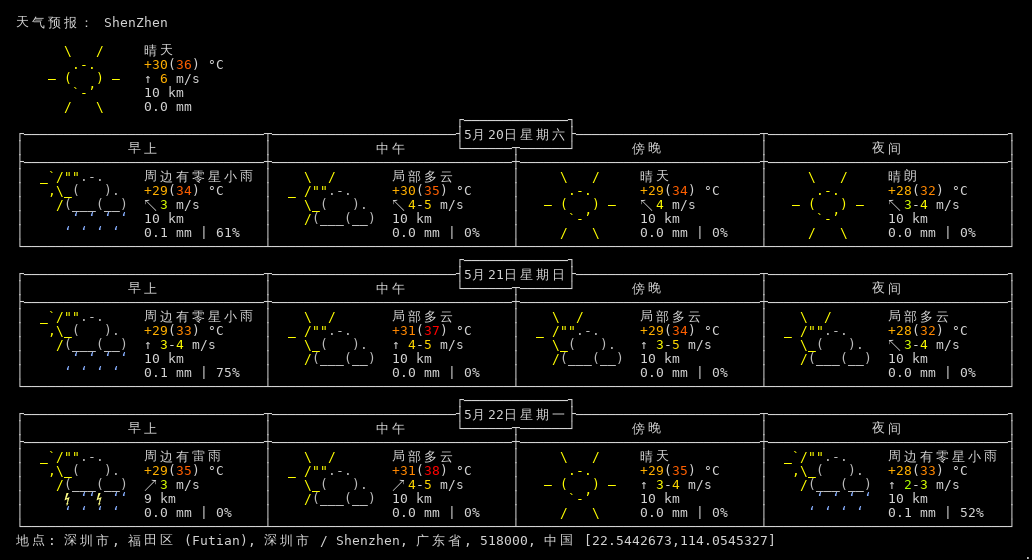 天气预报： ShenZhen
晴天
+30(36) °C
↑ 6 m/s
10 km
0.0 mm
5月20日星期六
早上 中午 傍晚 夜间
周边有零星小雨 局部多云 晴天 晴朗
+29(34) °C +30(35) °C +29(34) °C +28(32) °C
↖ 3 m/s ↖ 4-5 m/s ↖ 4 m/s ↖ 3-4 m/s
10 km 10 km 10 km 10 km
0.1 mm | 61% 0.0 mm | 0% 0.0 mm | 0% 0.0 mm | 0%
5月21日星期日
早上 中午 傍晚 夜间
周边有零星小雨 局部多云 局部多云 局部多云
+29(33) °C +31(37) °C +29(34) °C +28(32) °C
↑ 3-4 m/s ↑ 4-5 m/s ↑ 3-5 m/s ↖ 3-4 m/s
10 km 10 km 10 km 10 km
0.1 mm | 75% 0.0 mm | 0% 0.0 mm | 0% 0.0 mm | 0%
5月22日星期一
早上 中午 傍晚 夜间
周边有雷雨 局部多云 晴天 周边有零星小雨
+29(35) °C +31(38) °C +29(35) °C +28(33) °C
↗ 3 m/s ↗ 4-5 m/s ↑ 3-4 m/s ↑ 2-3 m/s
9 km 10 km 10 km 10 km
0.0 mm | 0% 0.0 mm | 0% 0.0 mm | 0% 0.1 mm | 52%
地点: 深圳市, 福田区 (Futian), 深圳市 / Shenzhen, 广东省, 518000, 中国 [22.5442673,114.0545327]